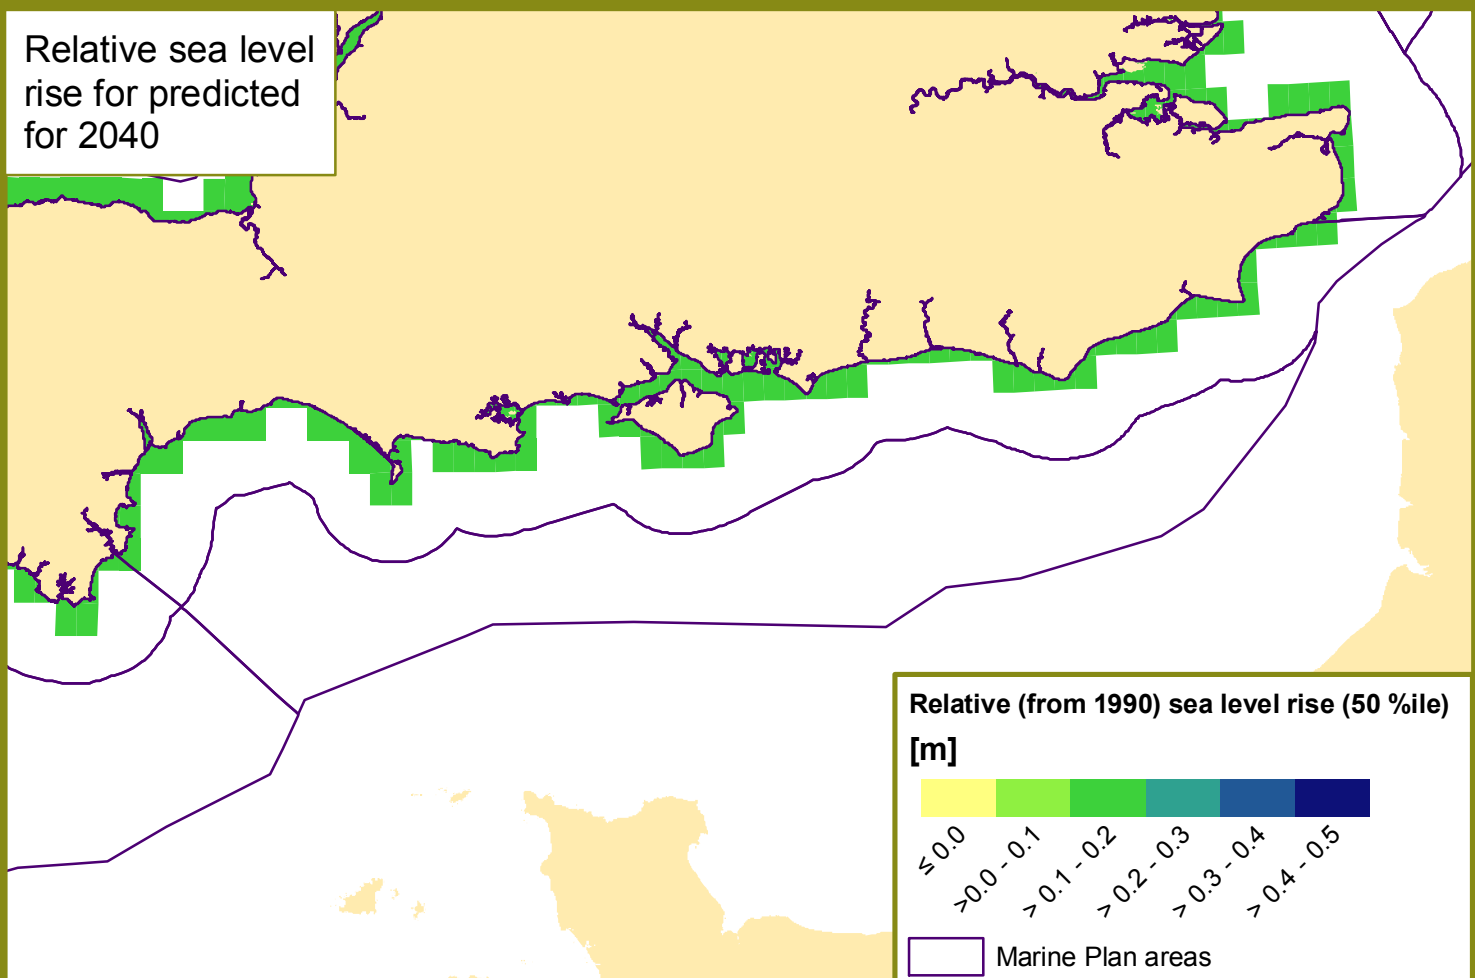 Relative sea level
rise for predicted
for 2040
Relative (from 1990) sea level rise (50 %ile)
[m]
≤ 0.0
>0.0 - 0.1
> 0.1 - 0.2
> 0.2 - 0.3
> 0.3 - 0.4
> 0.4 - 0.5
Marine Plan areas